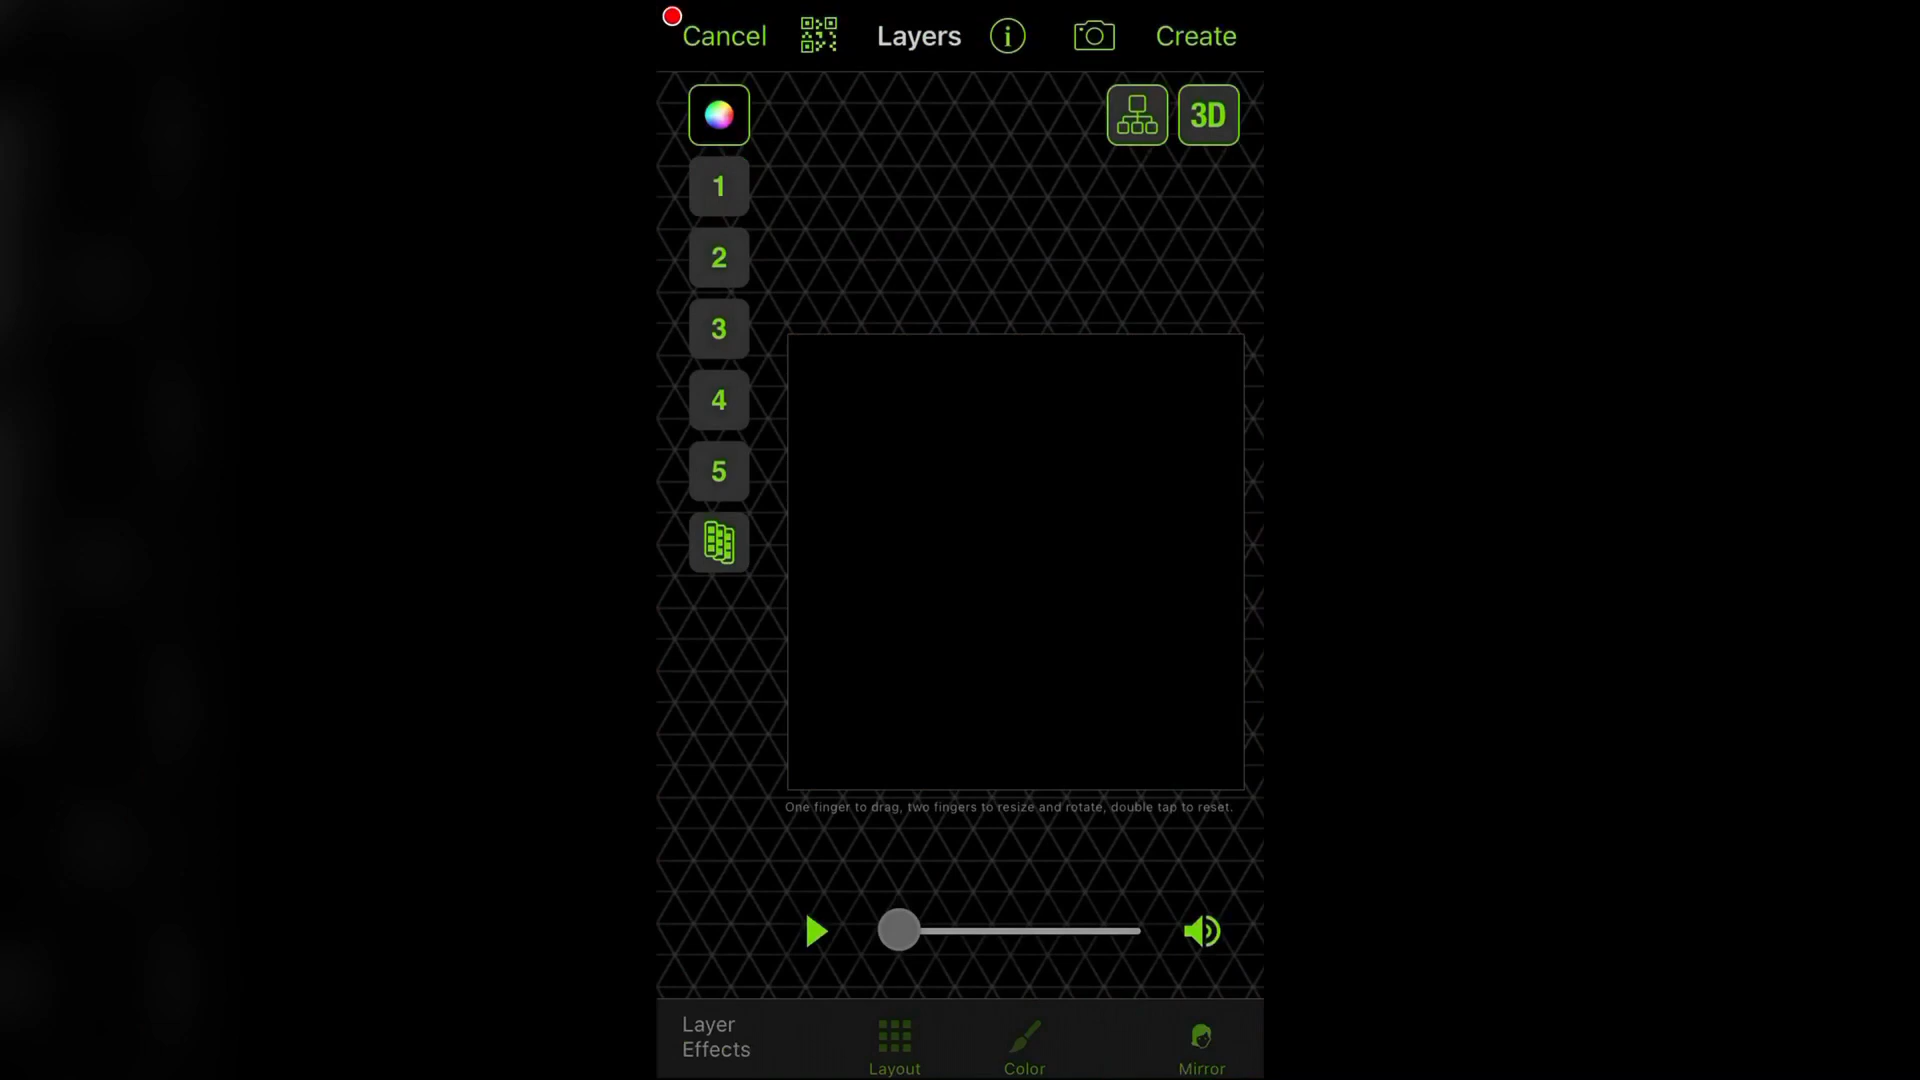 Cancel
Layers
Create
3D
1
2
3
4
5
One finger to drag, two fingers to resize and rotate, double tap to reset.
Layer
Effects
Layout
Color
Mirror